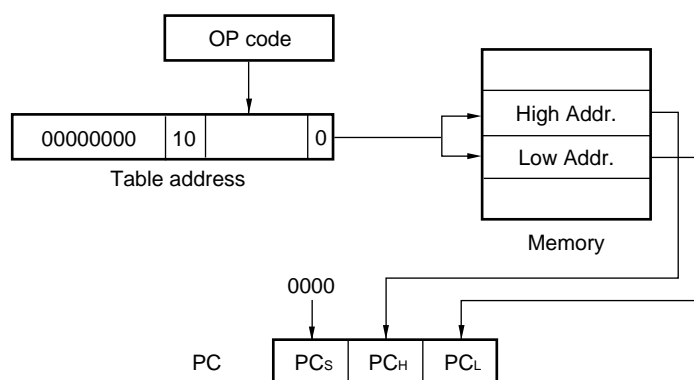 OP code
High Addr.
00000000 10 0
Low Addr.
Table address
Memory
0000
PC PCS PCH PCL